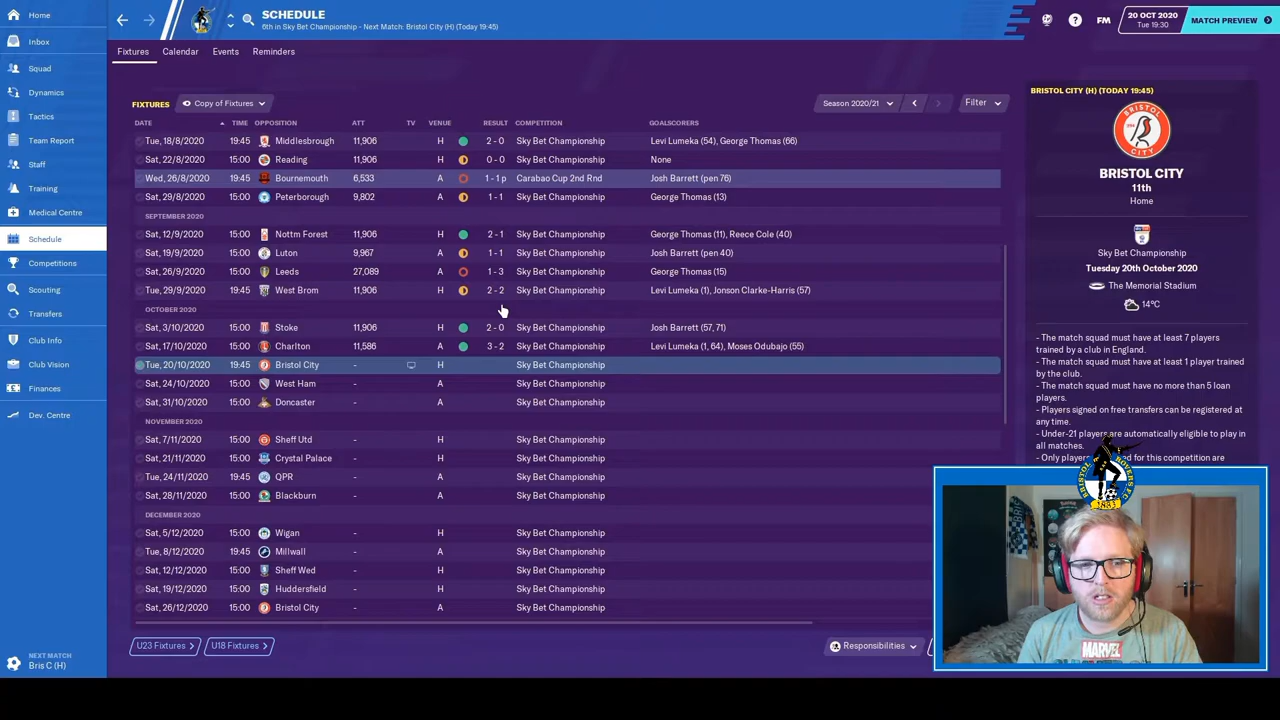 Home
Inbox
Squad
Dynamics
Tactics
Team Report
Staff
Training
Medical Centre
Schedule
Competitions
Scouting
Transfers
Club Info
Club Vision
Finances
Dev. Centre
NEXT MATCH
Bris C (H)
SCHEDULE
6th in Sky Bet Championship - Next Match: Bristol City (H) (Today 19:45)
FM
20 OCT 2020
Tue 19:30
MATCH PREVIEW
Fixtures Calendar Events Reminders
FIXTURES Copy of Fixtures Season 2020/21 Filter
DATE TIME OPPOSITION ATT TV VENUE RESULT COMPETITION GOALSCORERS
Tue, 18/8/2020 19:45 Middlesbrough 11,906 H 2 - 0 Sky Bet Championship Levi Lumeka (54), George Thomas (66)
Sat, 22/8/2020 15:00 Reading 11,906 H 0 - 0 Sky Bet Championship None
Wed, 26/8/2020 19:45 Bournemouth 6,533 A 1 - 1 p Carabao Cup 2nd Rnd Josh Barrett (pen 76)
Sat, 29/8/2020 15:00 Peterborough 9,802 A 1 - 1 Sky Bet Championship George Thomas (13)
SEPTEMBER 2020
Sat, 12/9/2020 15:00 Nottm Forest 11,906 H 2 - 1 Sky Bet Championship George Thomas (11), Reece Cole (40)
Sat, 19/9/2020 15:00 Luton 9,967 A 1 - 1 Sky Bet Championship Josh Barrett (pen 40)
Sat, 26/9/2020 15:00 Leeds 27,089 A 1 - 3 Sky Bet Championship George Thomas (15)
Tue, 29/9/2020 19:45 West Brom 11,906 H 2 - 2 Sky Bet Championship Levi Lumeka (1), Jonson Clarke-Harris (57)
OCTOBER 2020
Sat, 3/10/2020 15:00 Stoke 11,906 H 2 - 0 Sky Bet Championship Josh Barrett (57, 71)
Sat, 17/10/2020 15:00 Charlton 11,586 A 3 - 2 Sky Bet Championship Levi Lumeka (1, 64), Moses Odubajo (55)
Tue, 20/10/2020 19:45 Bristol City - H Sky Bet Championship
Sat, 24/10/2020 15:00 West Ham - A Sky Bet Championship
Sat, 31/10/2020 15:00 Doncaster - A Sky Bet Championship
NOVEMBER 2020
Sat, 7/11/2020 15:00 Sheff Utd - H Sky Bet Championship
Sat, 21/11/2020 15:00 Crystal Palace - H Sky Bet Championship
Tue, 24/11/2020 19:45 QPR - A Sky Bet Championship
Sat, 28/11/2020 15:00 Blackburn - A Sky Bet Championship
DECEMBER 2020
Sat, 5/12/2020 15:00 Wigan - H Sky Bet Championship
Tue, 8/12/2020 19:45 Millwall - A Sky Bet Championship
Sat, 12/12/2020 15:00 Sheff Wed - H Sky Bet Championship
Sat, 19/12/2020 15:00 Huddersfield - H Sky Bet Championship
Sat, 26/12/2020 15:00 Bristol City - A Sky Bet Championship
U23 Fixtures U18 Fixtures Responsibilities
BRISTOL CITY (H) (TODAY 19:45)
BRISTOL CITY
11th
Home
Sky Bet Championship
Tuesday 20th October 2020
The Memorial Stadium
14°C
- The match squad must have at least 7 players
trained by a club in England.
- The match squad must have at least 1 player trained
by the club.
- The match squad must have no more than 5 loan
players.
- Players signed on free transfers can be registered at
any time.
- Under-21 players are automatically eligible to play in
all matches.
- Only players for this competition are
BRISTOL ROVERS FC
1883
MARVEL